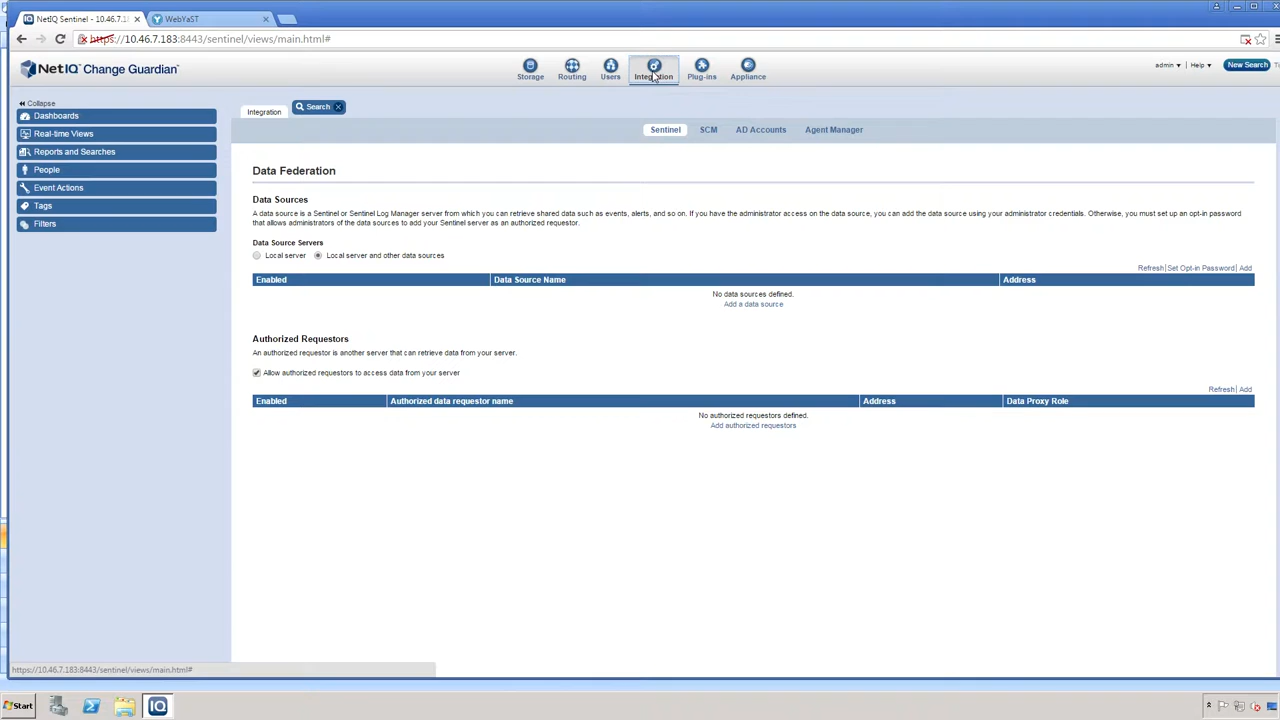 NetIQ Sentinel - 10.46.7.1
WebYaST
https://10.46.7.183:8443/sentinel/views/main.html#
NetIQ Change Guardian
Storage
Routing
Users
Integration
Plug-ins
Appliance
admin
Help
New Search
Collapse
Dashboards
Real-time Views
Reports and Searches
People
Event Actions
Tags
Filters
Integration
Search
Sentinel
SCM
AD Accounts
Agent Manager
Data Federation
Data Sources
A data source is a Sentinel or Sentinel Log Manager server from which you can retrieve shared data such as events, alerts, and so on. If you have the administrator access on the data source, you can add the data source using your administrator credentials. Otherwise, you must set up an opt-in password
that allows administrators of the data sources to add your Sentinel server as an authorized requestor.
Data Source Servers
Local server
Local server and other data sources
Refresh| Set Opt-in Password| Add
Enabled
Data Source Name
Address
No data sources defined.
Add a data source
Authorized Requestors
An authorized requestor is another server that can retrieve data from your server.
Allow authorized requestors to access data from your server
Refresh| Add
Enabled
Authorized data requestor name
Address
Data Proxy Role
No authorized requestors defined.
Add authorized requestors
https://10.46.7.183:8443/sentinel/views/main.html#
Start